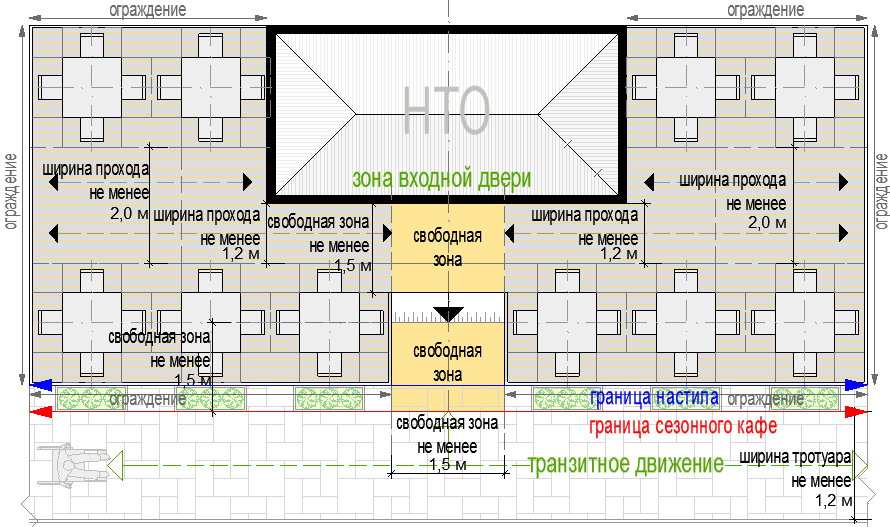 ограждение
ограждение
ограждение
ограждение
НТО
зона входной двери
ширина прохода
не менее
2,0 м
ширина прохода
не менее
2,0 м
ширина прохода
не менее
1,2 м
свободная зона
не менее
1,5 м
свободная
зона
ширина прохода
не менее
1,2 м
свободная зона
не менее
1,5 м
свободная
зона
ограждение
граница настила
ограждение
свободная зона
не менее
1,5 м
граница сезонного кафе
транзитное движение
ширина тротуара
не менее
1,2 м